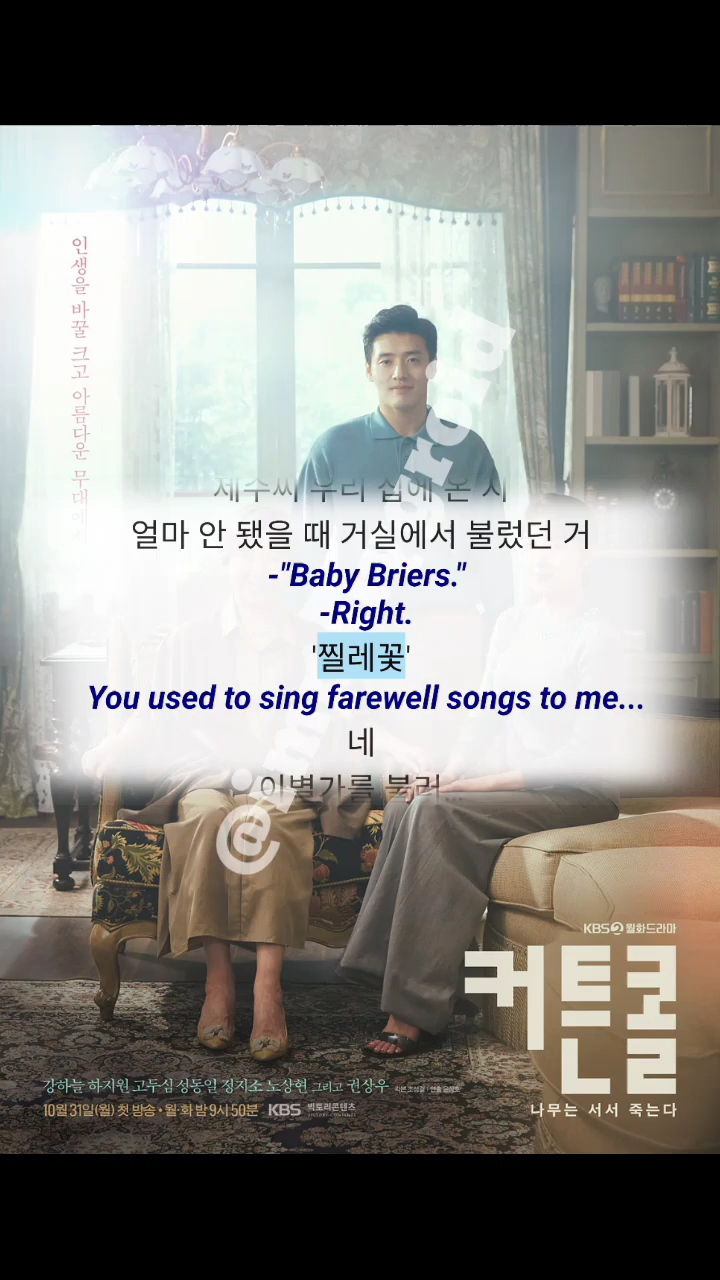 인생을 바꿀 크고 아름다운 무대
제수씨 우리 집에 온 지
얼마 안 됐을 때 거실에서 불렀던 거
-"Baby Briers."
-Right.
'찔레꽃'
You used to sing farewell songs to me...
네
이별가를 불러...
KBS2 월화드라마
커튼콜
나무는 서서 죽는다
강하늘 하지원 고두심 성동일 정지소 노상현 그리고 권상우
10월 31일(월) 첫 방송 • 월·화 밤 9시 50분 KBS 빅토리콘텐츠